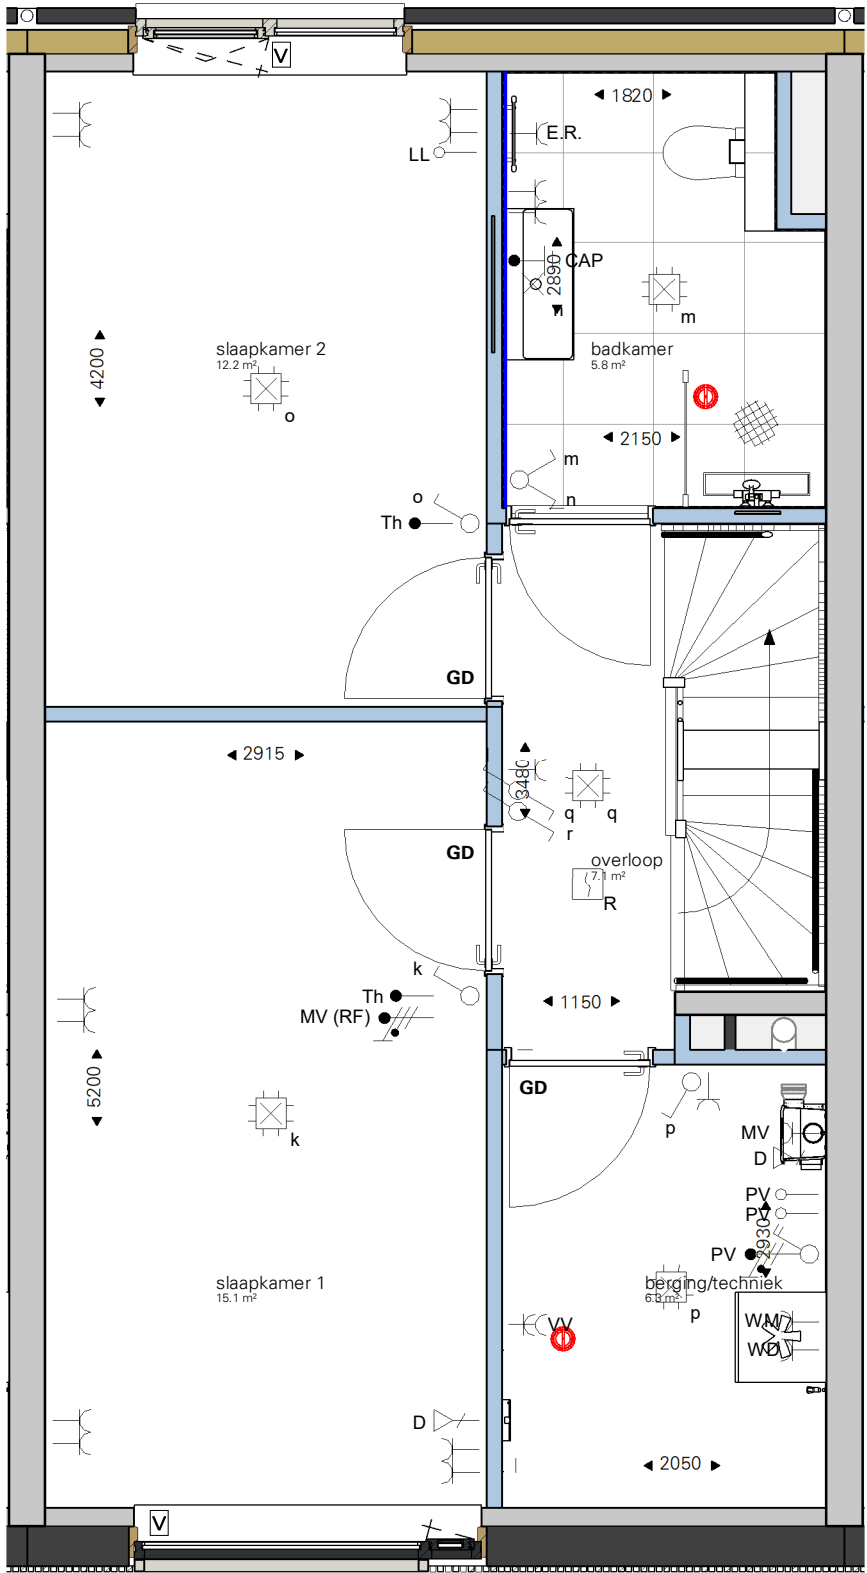 V
1820
E.R.
LL
CAP
2890
n
m
slaapkamer 2
12.2 m²
badkamer
5.8 m²
4200
o
2150
m
n
o
Th
GD
2915
3480
q
q
r
GD
overloop
7.1 m²
R
k
Th
MV (RF)
1150
5200
k
GD
p
MV
D
PV
PV
2930
PV
slaapkamer 1
15.1 m²
berging/techniek
6.3 m²
p
VV
WM
WD
D
2050
V